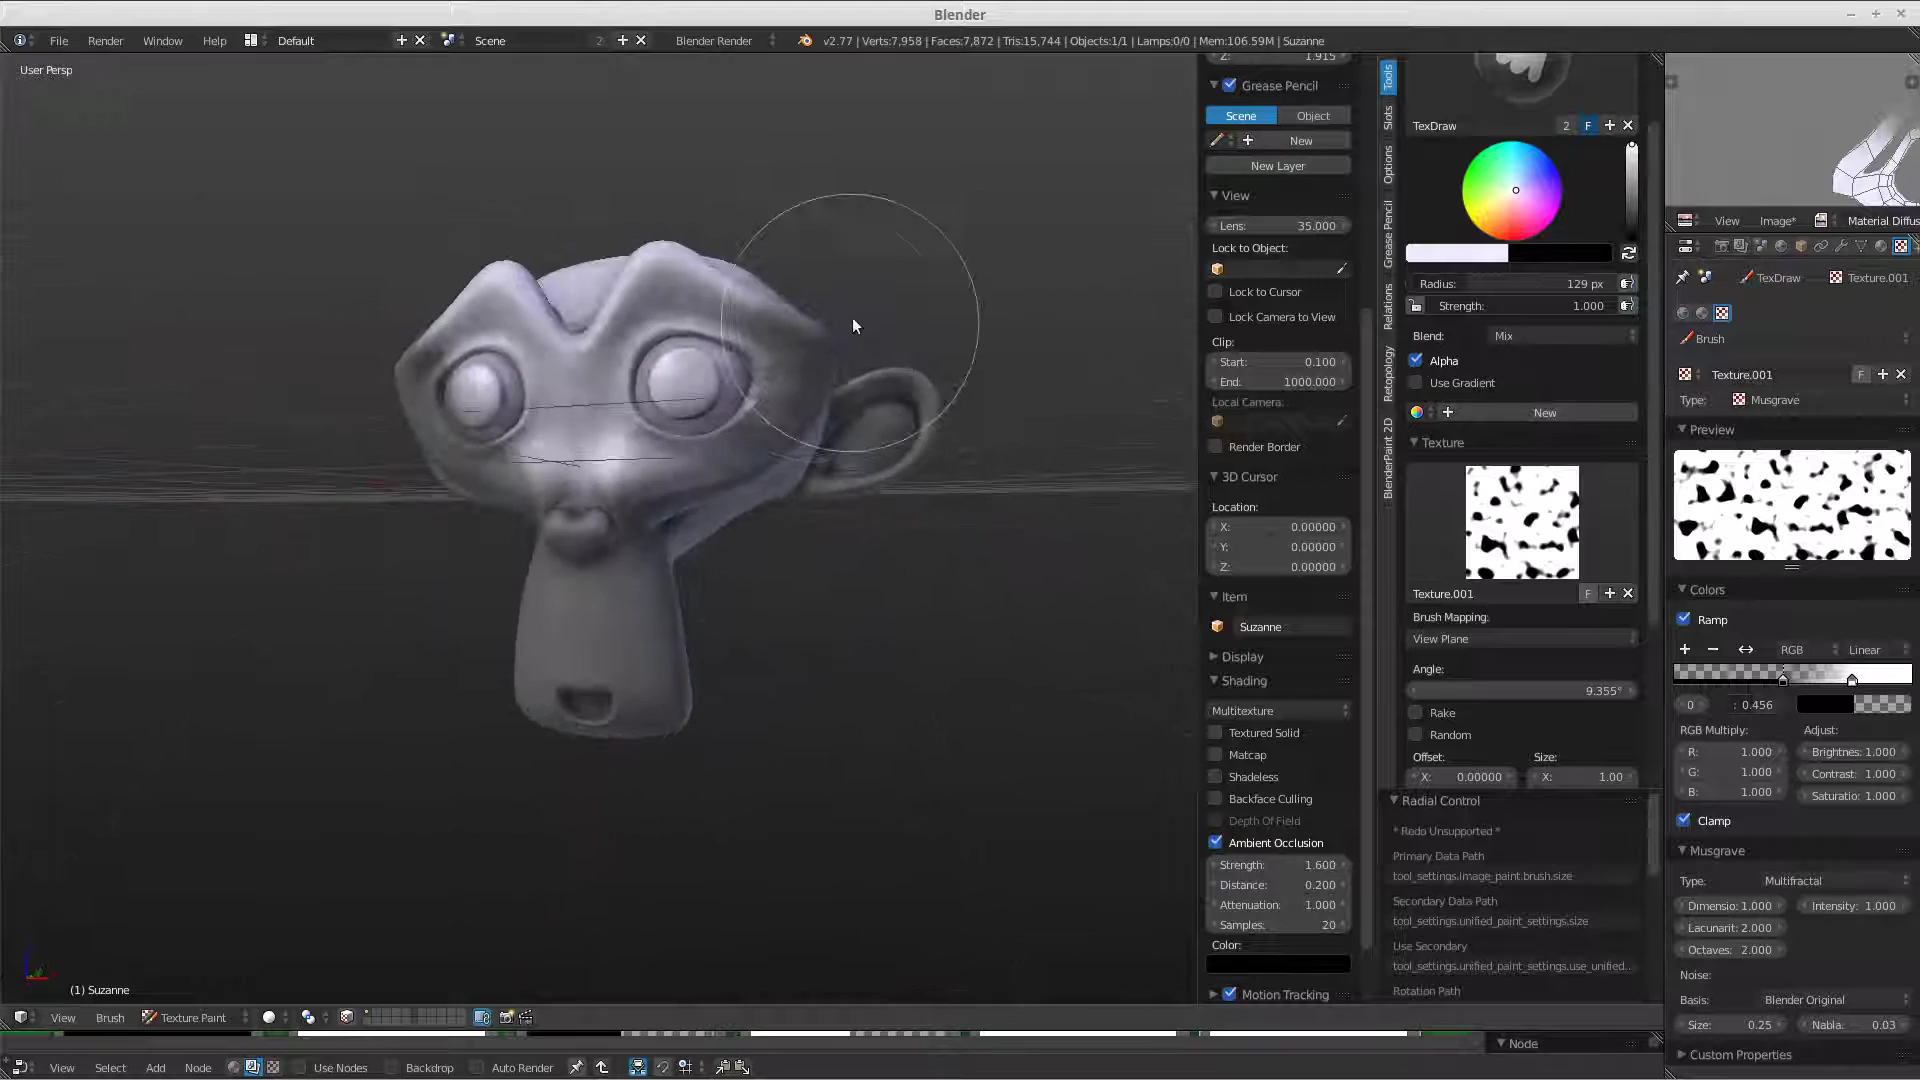 Blender
File Render Window Help Default Scene 2 Blender Render v2.77 | Verts:7,958 | Faces:7,872 | Tris:15,744 | Objects:1/1 | Lamps:0/0 | Mem:106.59M | Suzanne
User Persp
(1) Suzanne
Z: 1.915
Grease Pencil
Scene Object
New
New Layer
View
Lens: 35.000
Lock to Object:
Lock to Cursor
Lock Camera to View
Clip:
Start: 0.100
End: 1000.000
Local Camera:
Render Border
3D Cursor
Location:
X: 0.00000
Y: 0.00000
Z: 0.00000
Item
Suzanne
Display
Shading
Multitexture
Textured Solid
Matcap
Shadeless
Backface Culling
Depth Of Field
Ambient Occlusion
Strength: 1.600
Distance: 0.200
Attenuation: 1.000
Samples: 20
Color:
Motion Tracking
Tools
Slots
Options
Grease Pencil
Relations
Retopology
BlenderPaint 2D
TexDraw 2 F
Radius: 129 px
Strength: 1.000
Blend: Mix
Alpha
Use Gradient
New
Texture
Texture.001 F
Brush Mapping:
View Plane
Angle:
9.355°
Rake
Random
Offset: Size:
X: 0.00000 X: 1.00
Radial Control
* Redo Unsupported *
Primary Data Path
tool_settings.image_paint.brush.size
Secondary Data Path
tool_settings.unified_paint_settings.size
Use Secondary
tool_settings.unified_paint_settings.use_unified..
Rotation Path
View Image* Material Diffus
TexDraw Texture.001
Brush
Texture.001 F
Type: Musgrave
Preview
Colors
Ramp
RGB Linear
0 : 0.456
RGB Multiply: Adjust:
R: 1.000 Brightnes: 1.000
G: 1.000 Contrast: 1.000
B: 1.000 Saturatio: 1.000
Clamp
Musgrave
Type: Multifractal
Dimensio: 1.000 Intensity: 1.000
Lacunarit: 2.000
Octaves: 2.000
Noise:
Basis: Blender Original
Size: 0.25 Nabla: 0.03
Custom Properties
View Brush Texture Paint
Node
View Select Add Node Use Nodes Backdrop Auto Render